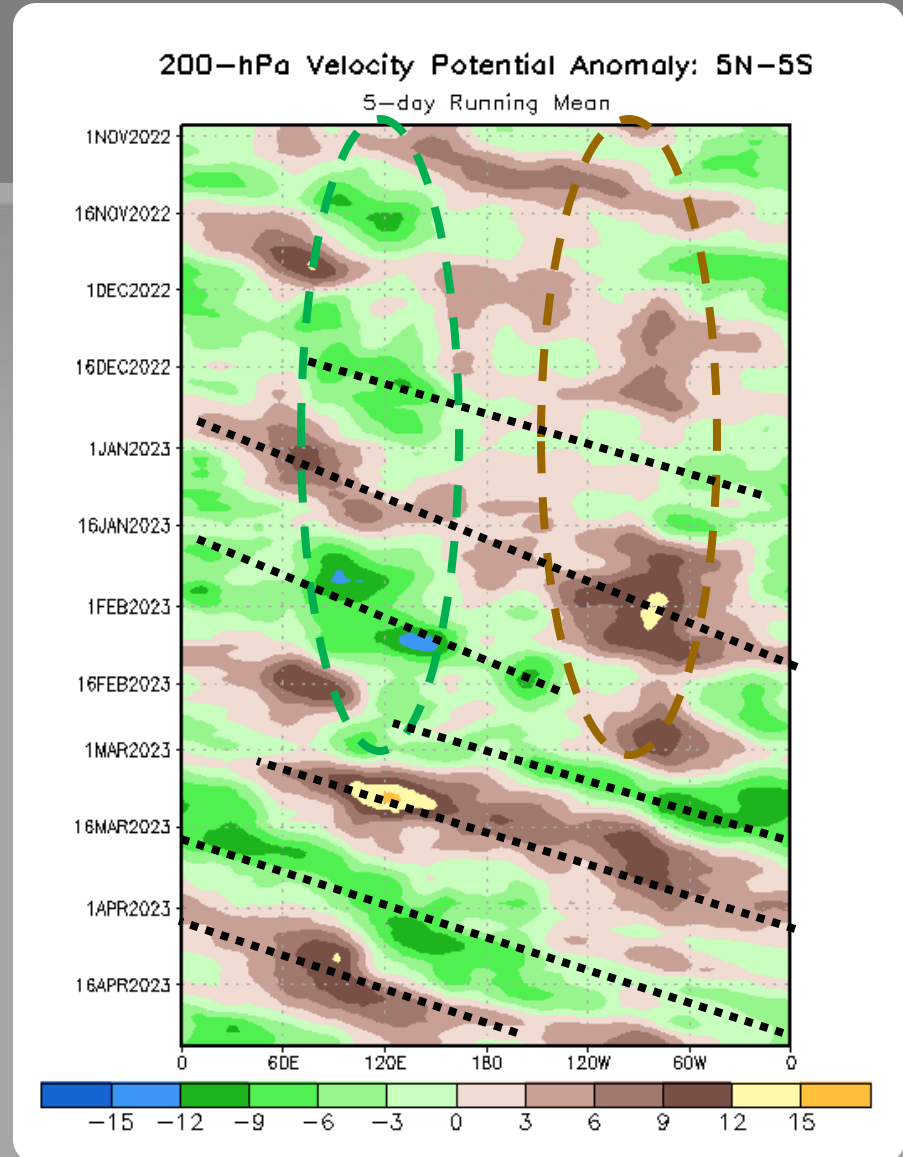 200-hPa Velocity Potential Anomaly: 5N-5S
5-day Running Mean
1NOV2022
16NOV2022
1DEC2022
16DEC2022
1JAN2023
16JAN2023
1FEB2023
16FEB2023
1MAR2023
16MAR2023
1APR2023
16APR2023
0 60E 120E 180 120W 60W 0
-15 -12 -9 -6 -3 0 3 6 9 12 15